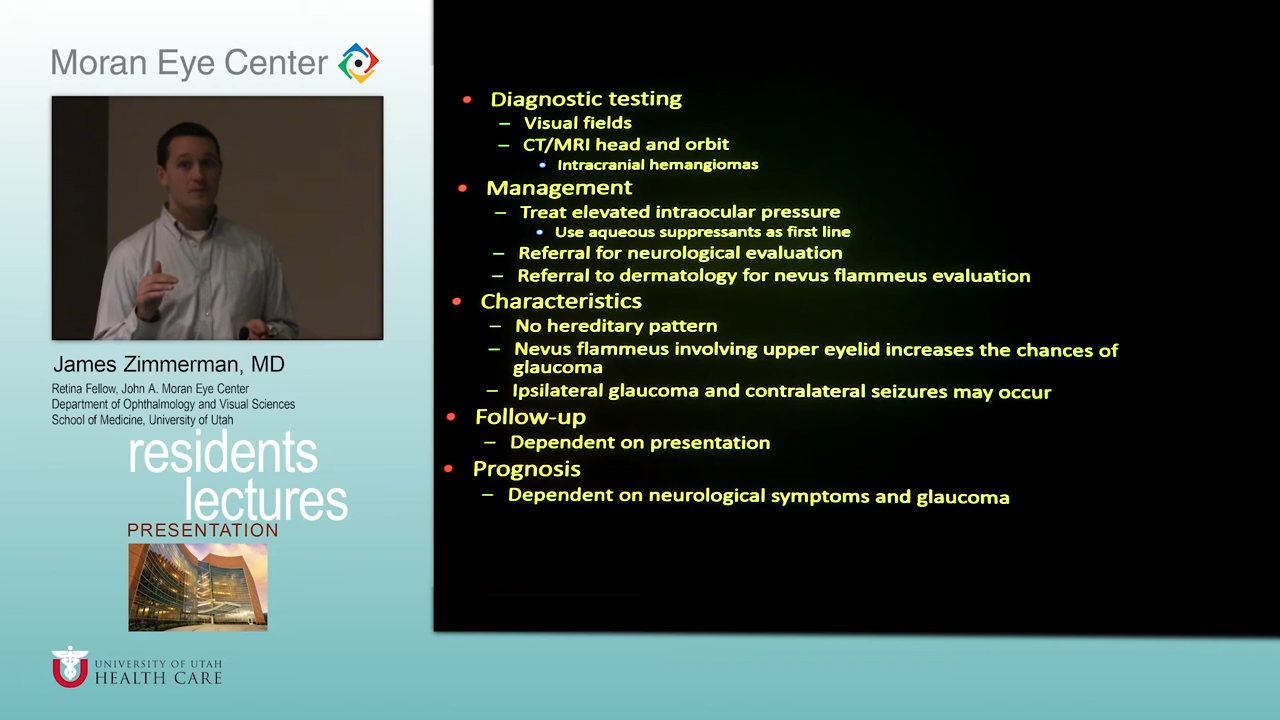 Moran Eye Center
James Zimmerman, MD
Retina Fellow, John A. Moran Eye Center
Department of Ophthalmology and Visual Sciences
School of Medicine, University of Utah
residents
lectures
PRESENTATION
UNIVERSITY OF UTAH
HEALTH CARE
• Diagnostic testing
– Visual fields
– CT/MRI head and orbit
• Intracranial hemangiomas
• Management
– Treat elevated intraocular pressure
• Use aqueous suppressants as first line
– Referral for neurological evaluation
– Referral to dermatology for nevus flammeus evaluation
• Characteristics
– No hereditary pattern
– Nevus flammeus involving upper eyelid increases the chances of
glaucoma
– Ipsilateral glaucoma and contralateral seizures may occur
• Follow-up
– Dependent on presentation
• Prognosis
– Dependent on neurological symptoms and glaucoma